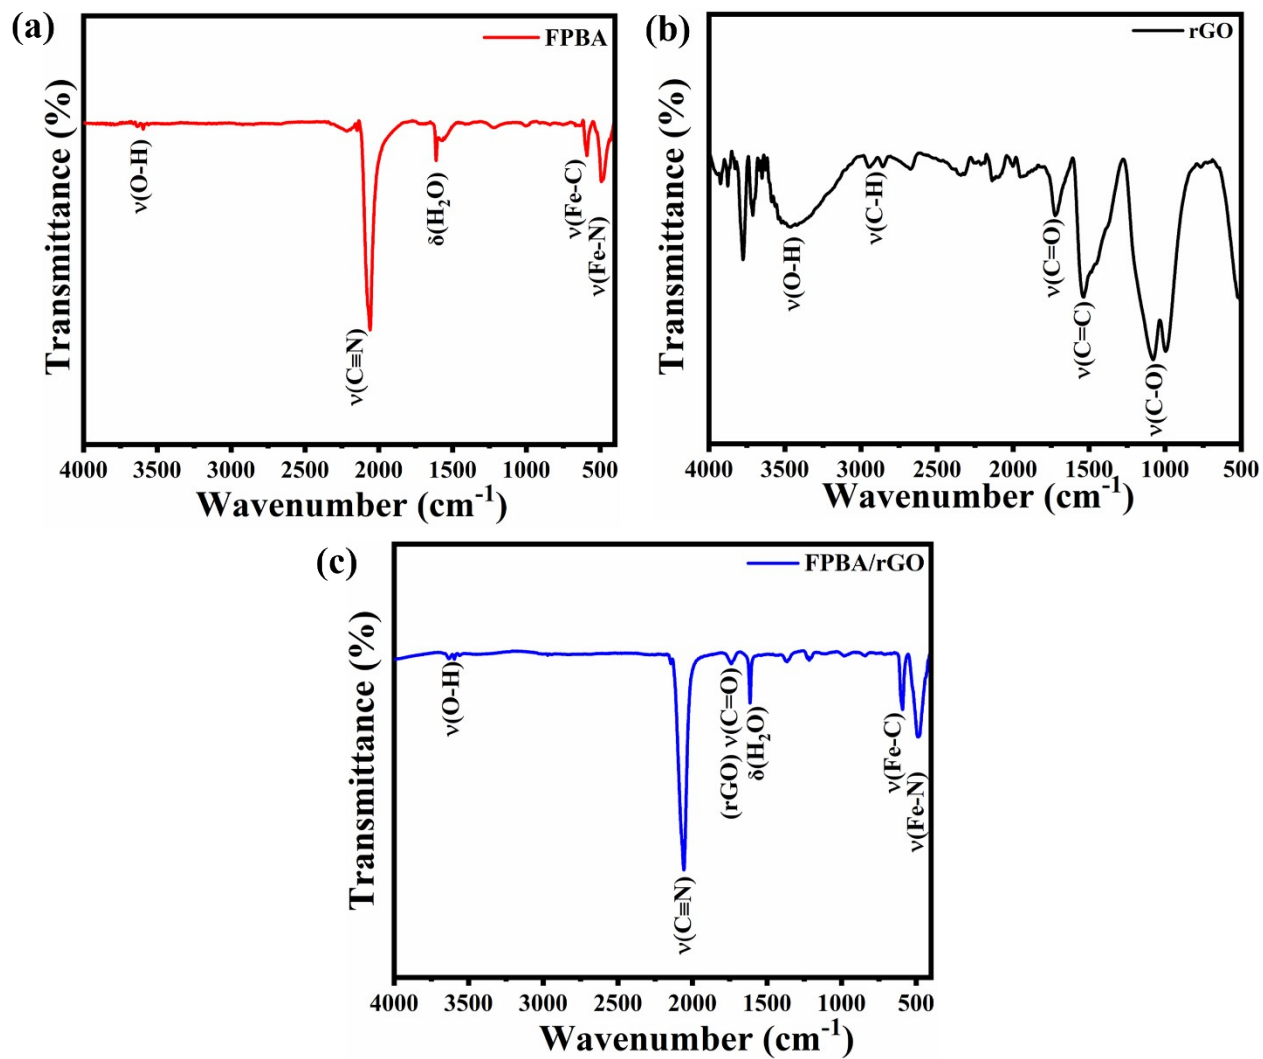 (a)
FPBA
Transmittance (%)
ν(O-H)
ν(C≡N)
δ(H₂O)
ν(Fe-C)
ν(Fe-N)
4000 3500 3000 2500 2000 1500 1000 500
Wavenumber (cm⁻¹)
(b)
rGO
Transmittance (%)
ν(O-H)
ν(C-H)
ν(C=O)
ν(C=C)
ν(C-O)
4000 3500 3000 2500 2000 1500 1000 500
Wavenumber (cm⁻¹)
(c)
FPBA/rGO
Transmittance (%)
ν(O-H)
ν(C≡N)
(rGO) ν(C=O)
δ(H₂O)
ν(Fe-C)
ν(Fe-N)
4000 3500 3000 2500 2000 1500 1000 500
Wavenumber (cm⁻¹)